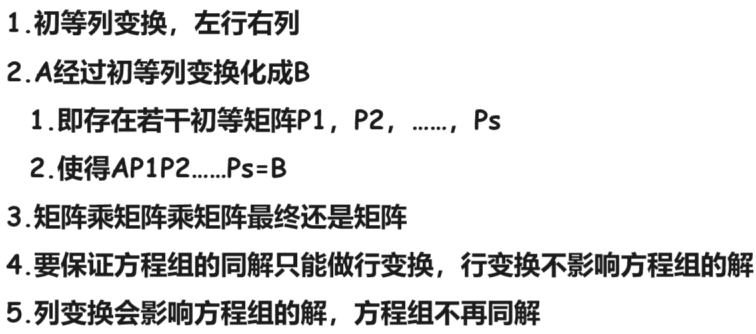 1.初等列变换，左行右列
2.A经过初等列变换化成B
1.即存在若干初等矩阵P1，P2，……，Ps
2.使得AP1P2……Ps=B
3.矩阵乘矩阵乘矩阵最终还是矩阵
4.要保证方程组的同解只能做行变换，行变换不影响方程组的解
5.列变换会影响方程组的解，方程组不再同解